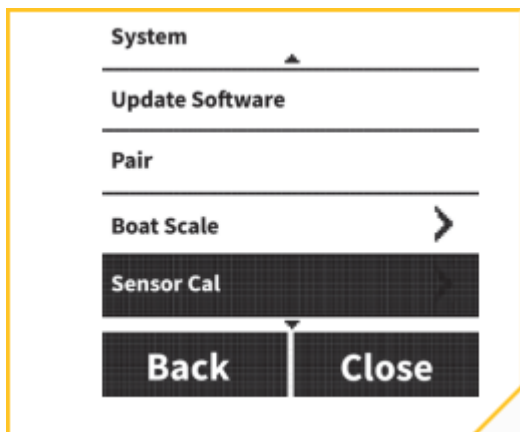 System
Update Software
Pair
Boat Scale
Sensor Cal
Back Close